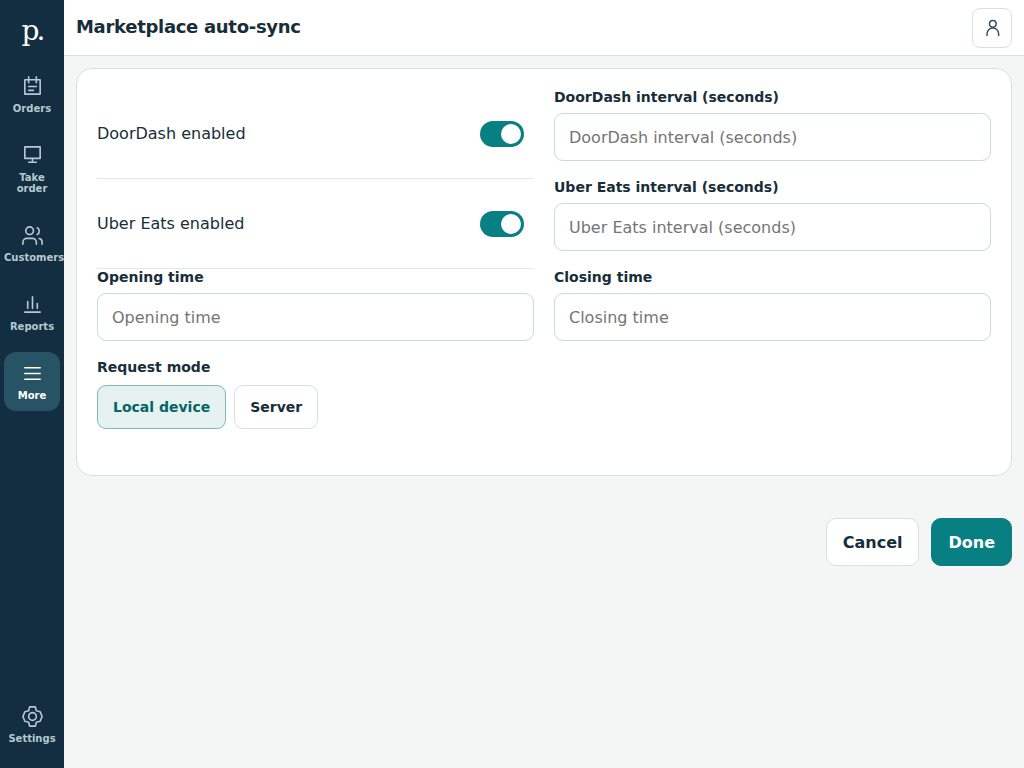 p.
Orders
Take
order
Customers
Reports
More
Settings
Marketplace auto-sync
DoorDash enabled
DoorDash interval (seconds)
DoorDash interval (seconds)
Uber Eats enabled
Uber Eats interval (seconds)
Uber Eats interval (seconds)
Opening time
Opening time
Closing time
Closing time
Request mode
Local device
Server
Cancel
Done